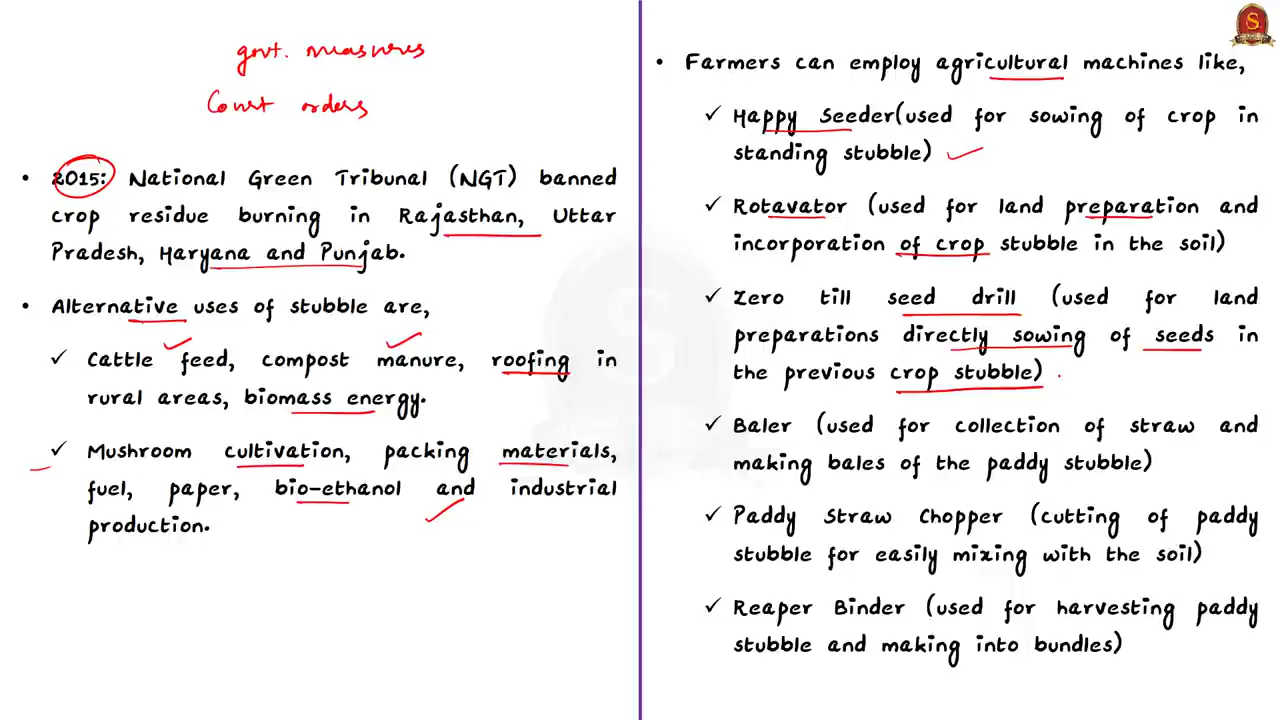 govt. measures
Court orders
• 2015: National Green Tribunal (NGT) banned
crop residue burning in Rajasthan, Uttar
Pradesh, Haryana and Punjab.
• Alternative uses of stubble are,
✓ Cattle feed, compost manure, roofing in
rural areas, biomass energy.
✓ Mushroom cultivation, packing materials,
fuel, paper, bio-ethanol and industrial
production.
• Farmers can employ agricultural machines like,
✓ Happy Seeder(used for sowing of crop in
standing stubble)
✓ Rotavator (used for land preparation and
incorporation of crop stubble in the soil)
✓ Zero till seed drill (used for land
preparations directly sowing of seeds in
the previous crop stubble)
✓ Baler (used for collection of straw and
making bales of the paddy stubble)
✓ Paddy Straw Chopper (cutting of paddy
stubble for easily mixing with the soil)
✓ Reaper Binder (used for harvesting paddy
stubble and making into bundles)